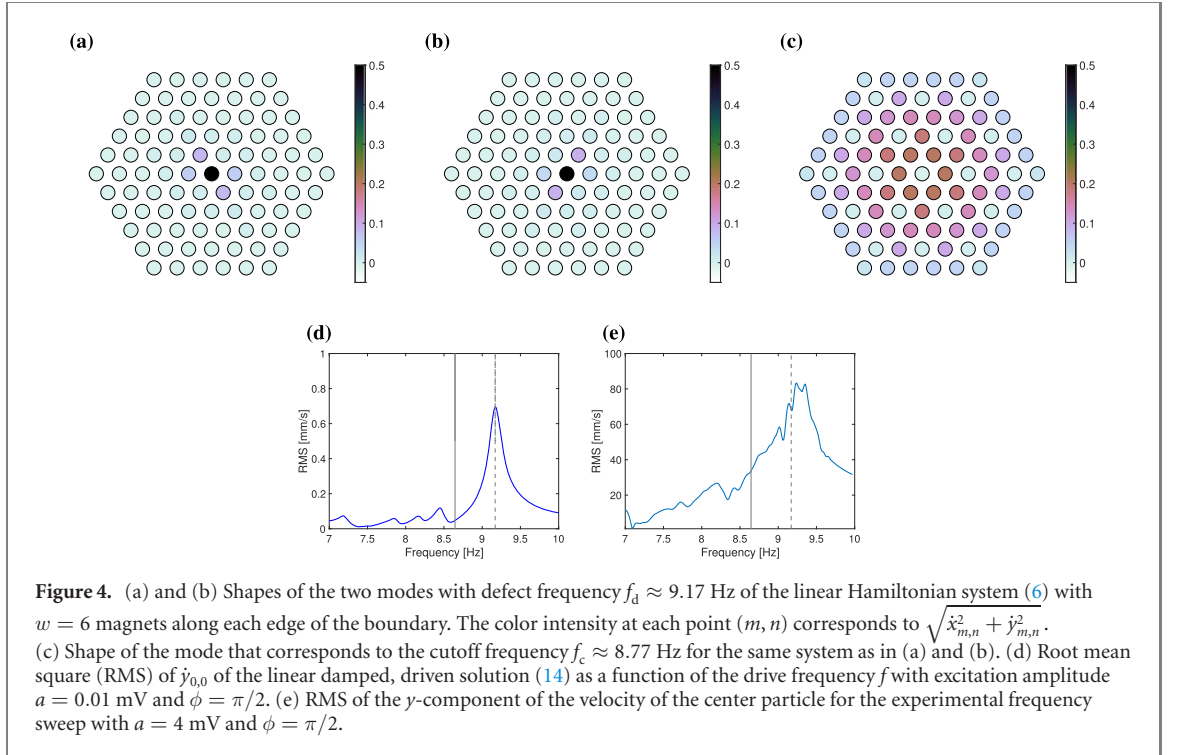 (a)
(b)
(c)
0.5
0.4
0.3
0.2
0.1
0
0.5
0.4
0.3
0.2
0.1
0
0.5
0.4
0.3
0.2
0.1
0
(d)
1
0.8
0.6
0.4
0.2
0
RMS [mm/s]
7 7.5 8 8.5 9 9.5 10
Frequency [Hz]
(e)
100
80
60
40
20
RMS [mm/s]
7 7.5 8 8.5 9 9.5 10
Frequency [Hz]
Figure 4. (a) and (b) Shapes of the two modes with defect frequency f_d ≈ 9.17 Hz of the linear Hamiltonian system (6) with
w = 6 magnets along each edge of the boundary. The color intensity at each point (m, n) corresponds to √(ẋ²_{m,n} + ẏ²_{m,n}).
(c) Shape of the mode that corresponds to the cutoff frequency f_c ≈ 8.77 Hz for the same system as in (a) and (b). (d) Root mean
square (RMS) of ẏ_{0,0} of the linear damped, driven solution (14) as a function of the drive frequency f with excitation amplitude
a = 0.01 mV and ϕ = π/2. (e) RMS of the y-component of the velocity of the center particle for the experimental frequency
sweep with a = 4 mV and ϕ = π/2.